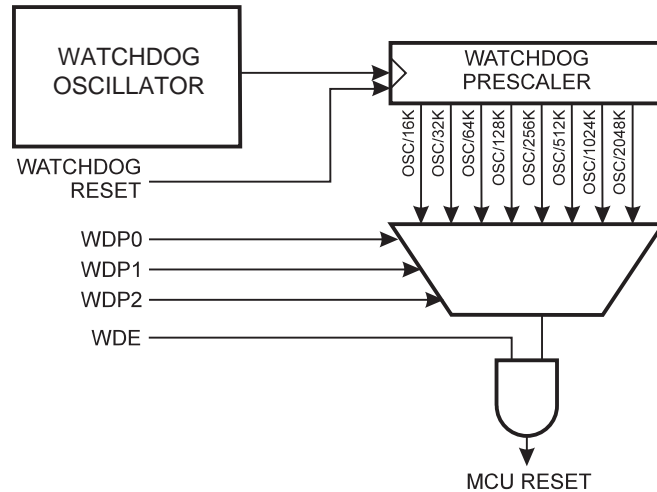 WATCHDOG
OSCILLATOR
WATCHDOG
PRESCALER
WATCHDOG
RESET
OSC/16K
OSC/32K
OSC/64K
OSC/128K
OSC/256K
OSC/512K
OSC/1024K
OSC/2048K
WDP0
WDP1
WDP2
WDE
MCU RESET